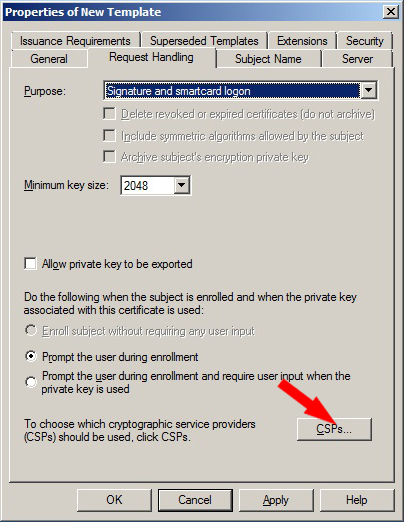 Properties of New Template
Issuance Requirements
Superseded Templates
Extensions
Security
General
Request Handling
Subject Name
Server
Purpose:
Signature and smartcard logon
Delete revoked or expired certificates (do not archive)
Include symmetric algorithms allowed by the subject
Archive subject's encryption private key
Minimum key size:
2048
Allow private key to be exported
Do the following when the subject is enrolled and when the private key
associated with this certificate is used:
Enroll subject without requiring any user input
Prompt the user during enrollment
Prompt the user during enrollment and require user input when the
private key is used
To choose which cryptographic service providers
(CSPs) should be used, click CSPs.
CSPs...
OK
Cancel
Apply
Help